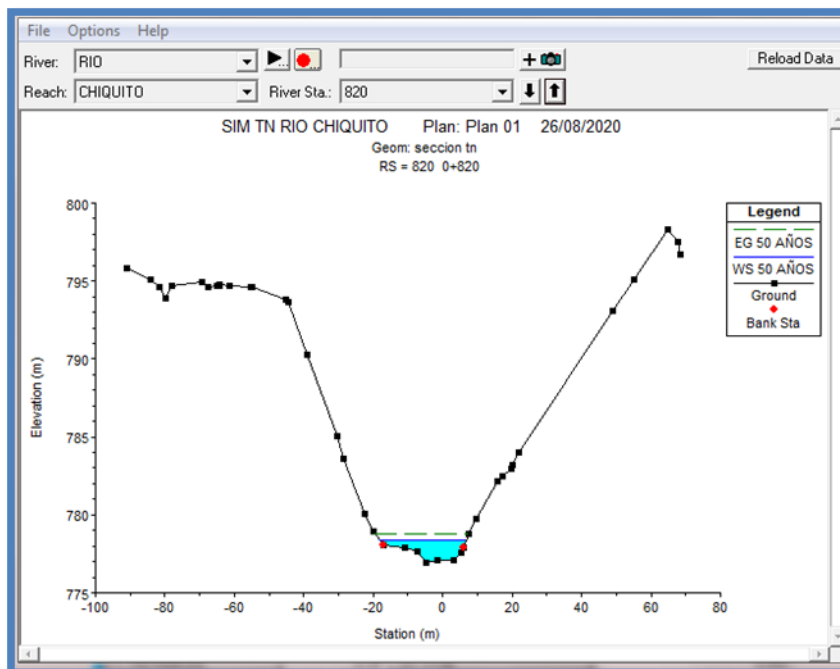 File Options Help
River: RIO
Reload Data
Reach: CHIQUITO River Sta.: 820
SIM TN RIO CHIQUITO Plan: Plan 01 26/08/2020
Geom: seccion tn
RS = 820 0+820
Legend
EG 50 AÑOS
WS 50 AÑOS
Ground
Bank Sta
Elevation (m)
800
795
790
785
780
775
-100 -80 -60 -40 -20 0 20 40 60 80
Station (m)